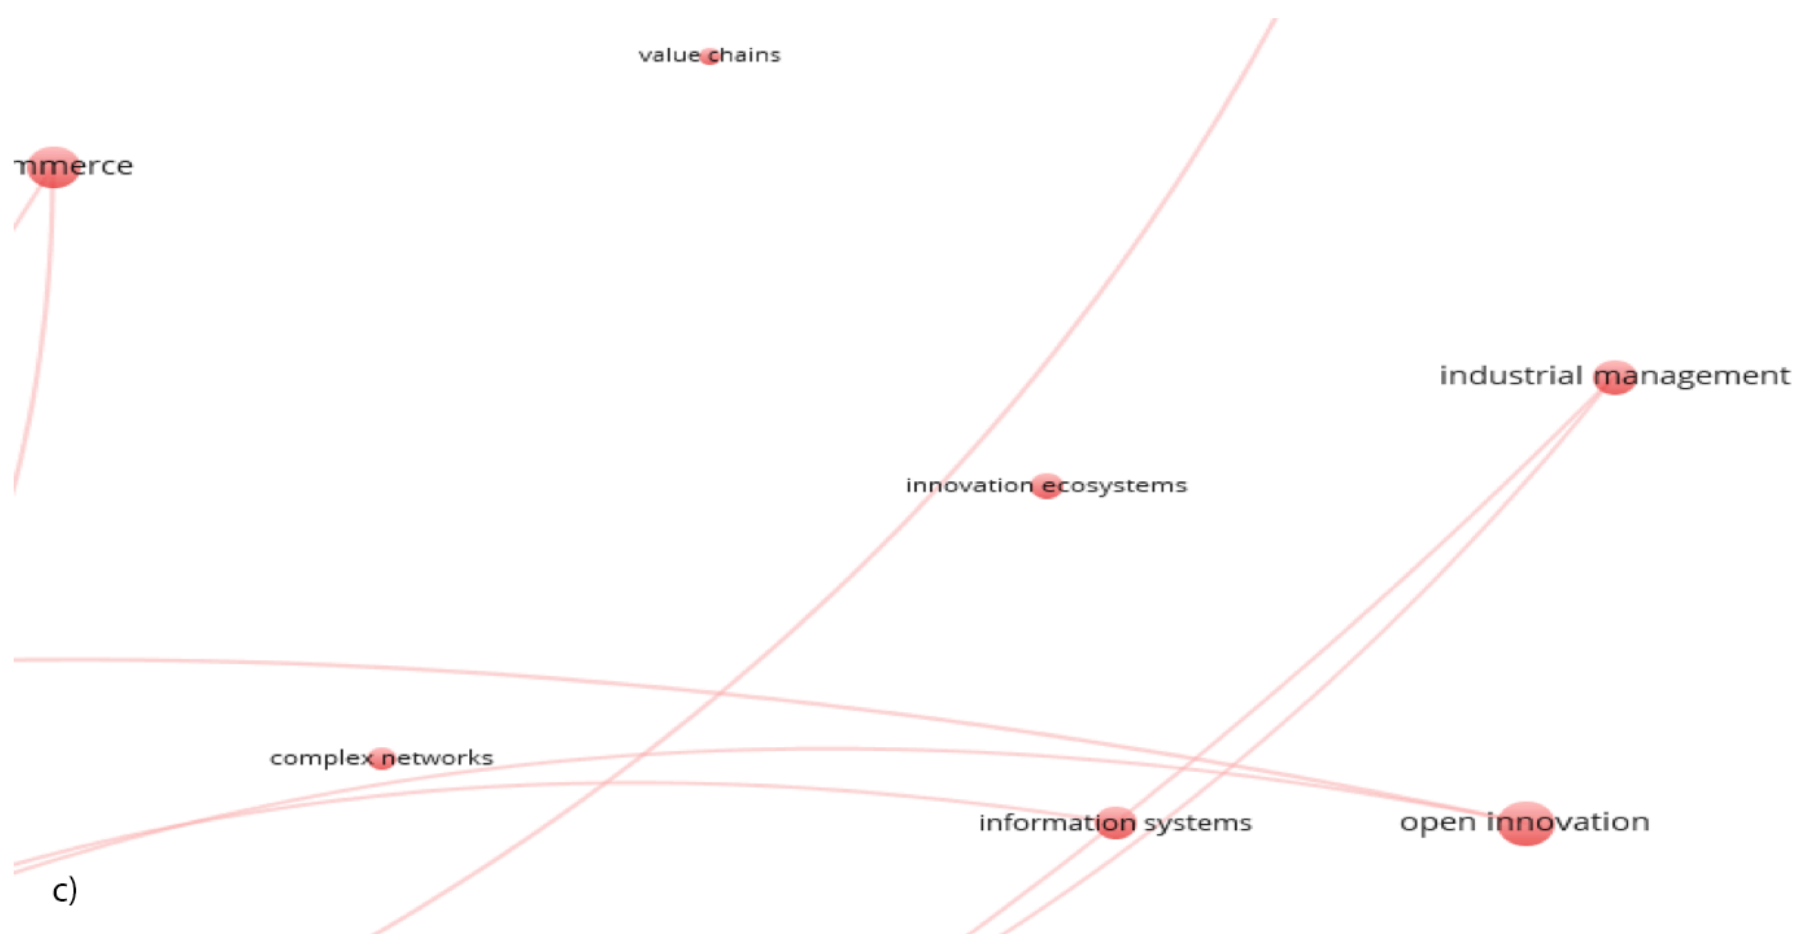 value chains
mmerce
industrial management
innovation ecosystems
complex networks
information systems
open innovation
c)